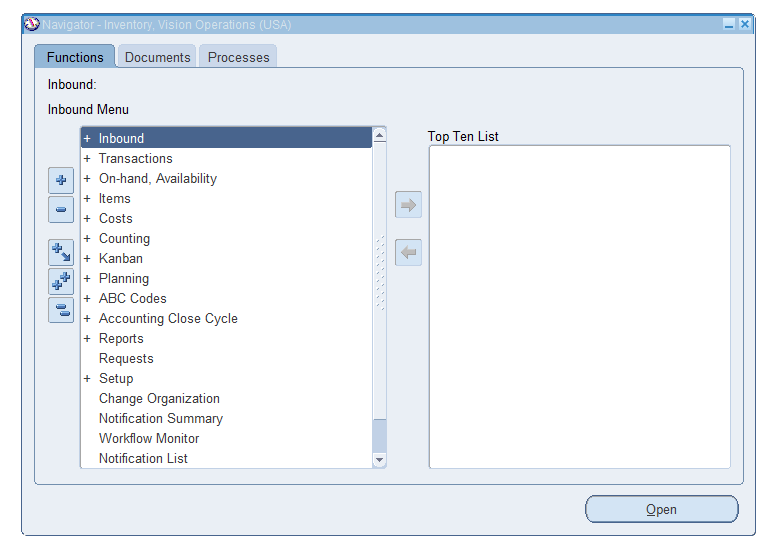 Navigator - Inventory, Vision Operations (USA)
Functions
Documents
Processes
Inbound:
Inbound Menu
+ Inbound
+ Transactions
+ On-hand, Availability
+ Items
+ Costs
+ Counting
+ Kanban
+ Planning
+ ABC Codes
+ Accounting Close Cycle
+ Reports
Requests
+ Setup
Change Organization
Notification Summary
Workflow Monitor
Notification List
Top Ten List
Open